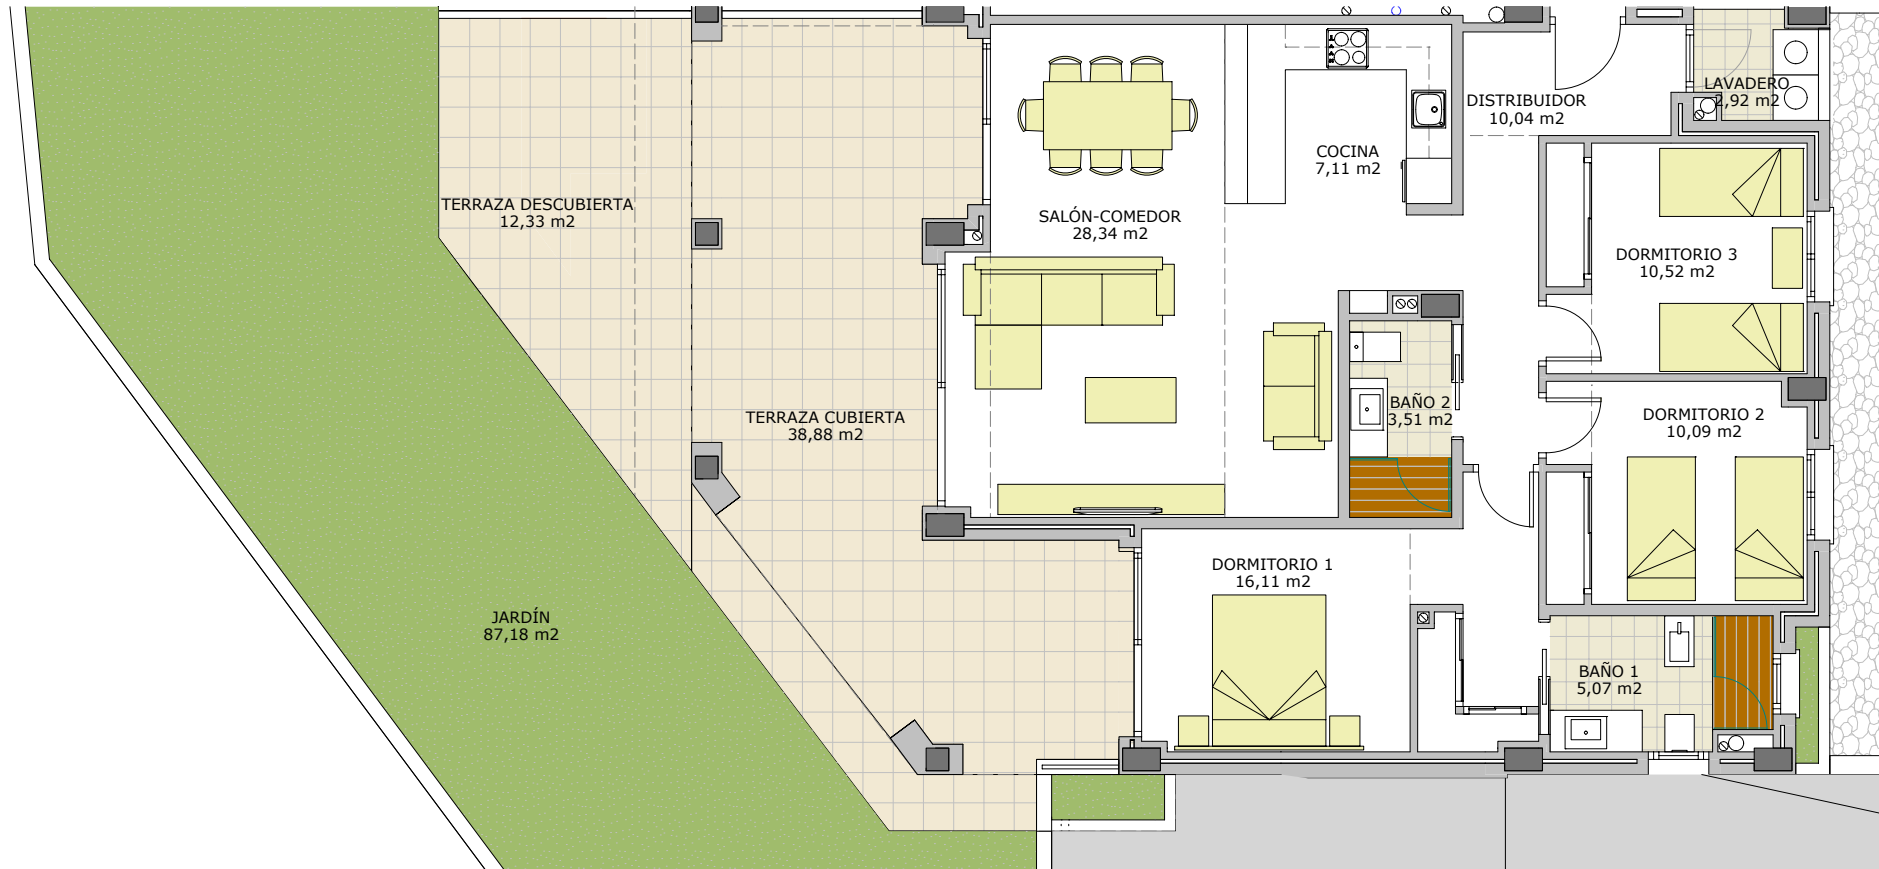 LAVADERO
2,92 m2
DISTRIBUIDOR
10,04 m2
COCINA
7,11 m2
TERRAZA DESCUBIERTA
12,33 m2
SALÓN-COMEDOR
28,34 m2
DORMITORIO 3
10,52 m2
TERRAZA CUBIERTA
38,88 m2
BAÑO 2
3,51 m2
DORMITORIO 2
10,09 m2
DORMITORIO 1
16,11 m2
JARDÍN
87,18 m2
BAÑO 1
5,07 m2